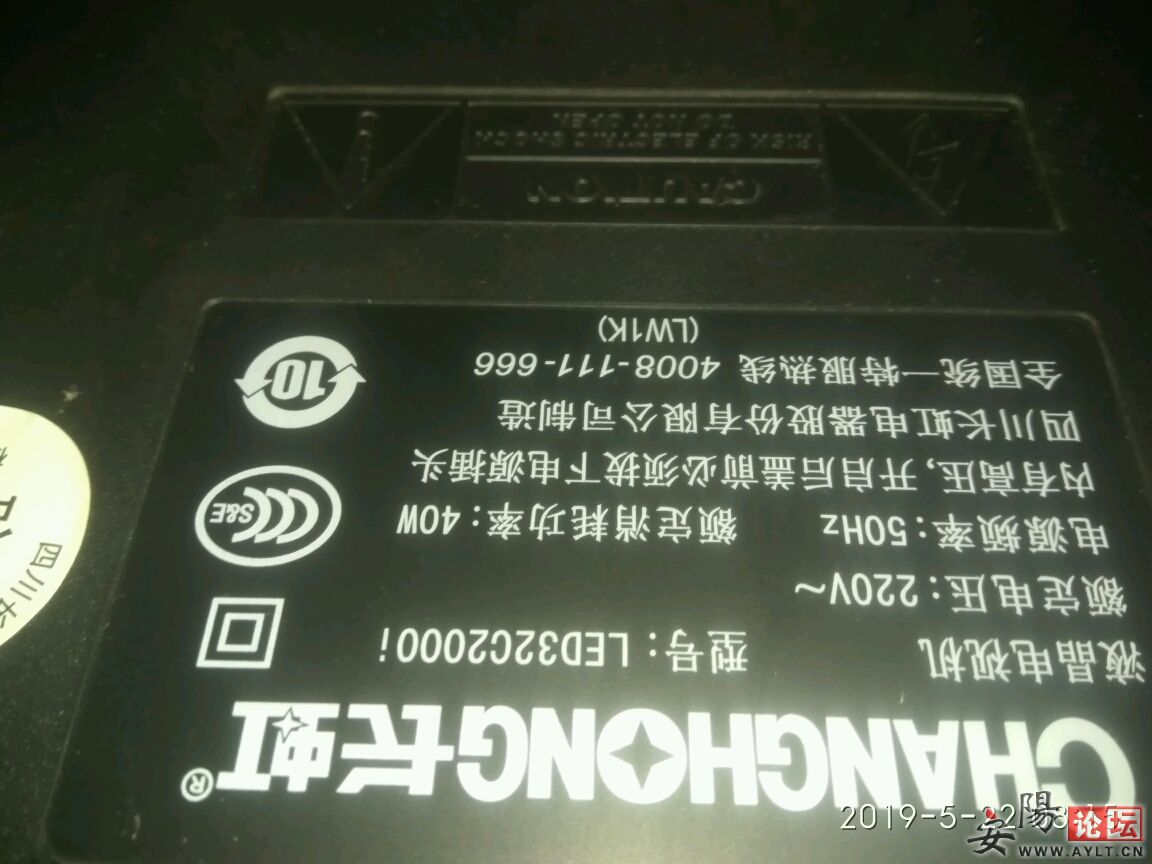 CHANGHONG长虹®
液晶电视机 型号:LED32C2000i
额定电压:220V~
电源频率:50Hz 额定消耗功率:40W
内有高压,开启后盖前必须拔下电源插头
四川长虹电器股份有限公司制造
全国统一特服热线 4008-111-666
(LW1K)
S&E
10
CAUTION
RISK OF ELECTRIC SHOCK
DO NOT OPEN
四川长
2019-5-22
安陽论坛
WWW.AYLT.CN